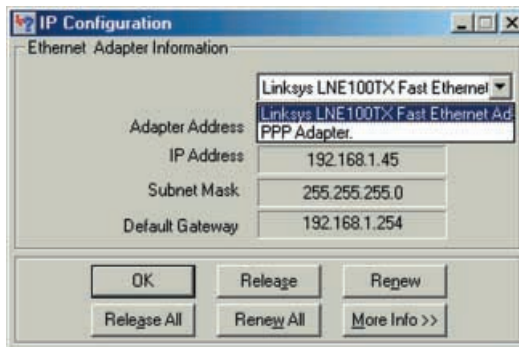 IP Configuration
Ethernet Adapter Information
Linksys LNE100TX Fast Ethernet
Linksys LNE100TX Fast Ethernet Ad
PPP Adapter.
Adapter Address
IP Address 192.168.1.45
Subnet Mask 255.255.255.0
Default Gateway 192.168.1.254
OK Release Renew
Release All Renew All More Info >>